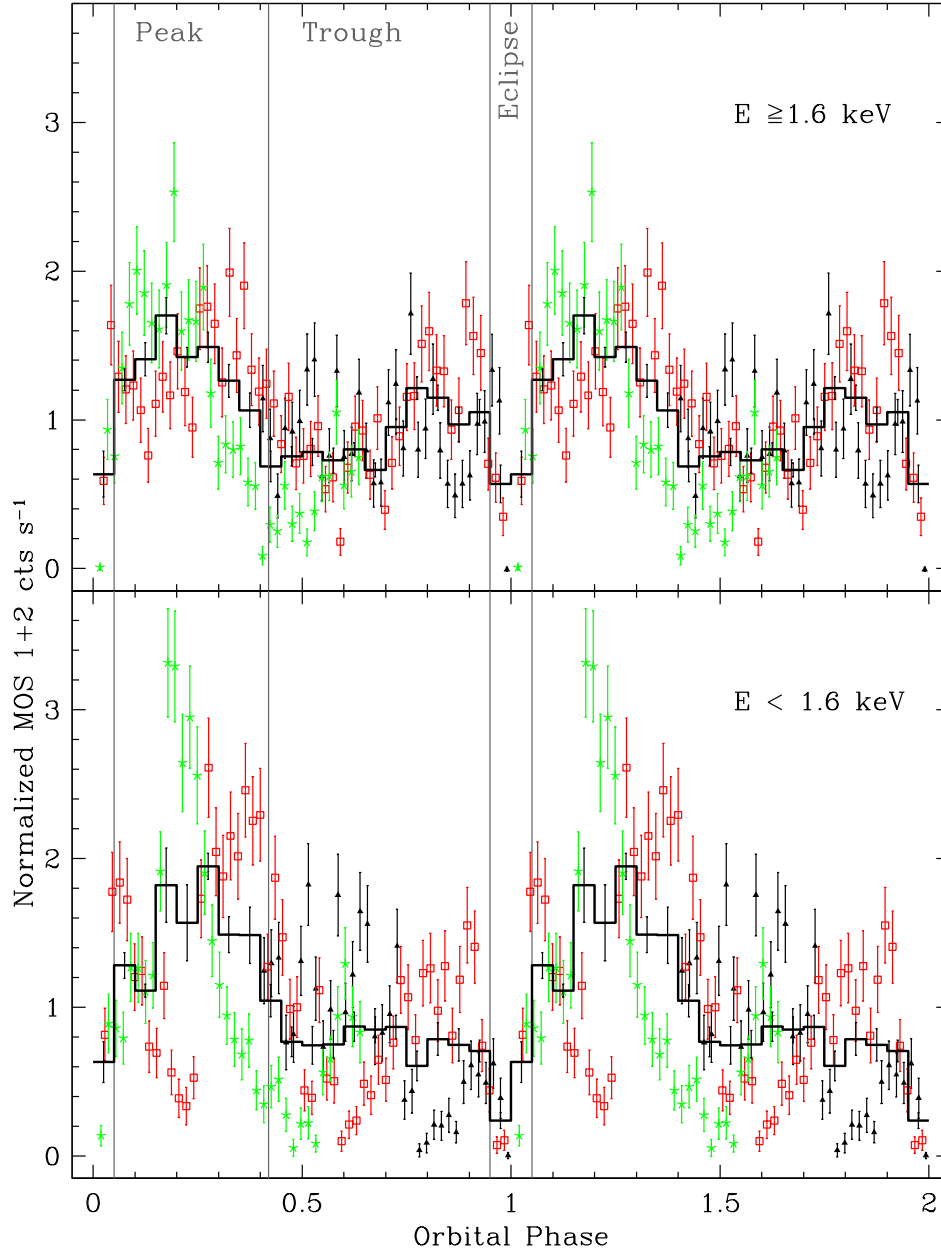 Peak
Trough
Eclipse
E ≧1.6 keV
3
2
1
0
E < 1.6 keV
3
2
1
0
Normalized MOS 1+2 cts s⁻¹
0
0.5
1
1.5
2
Orbital Phase